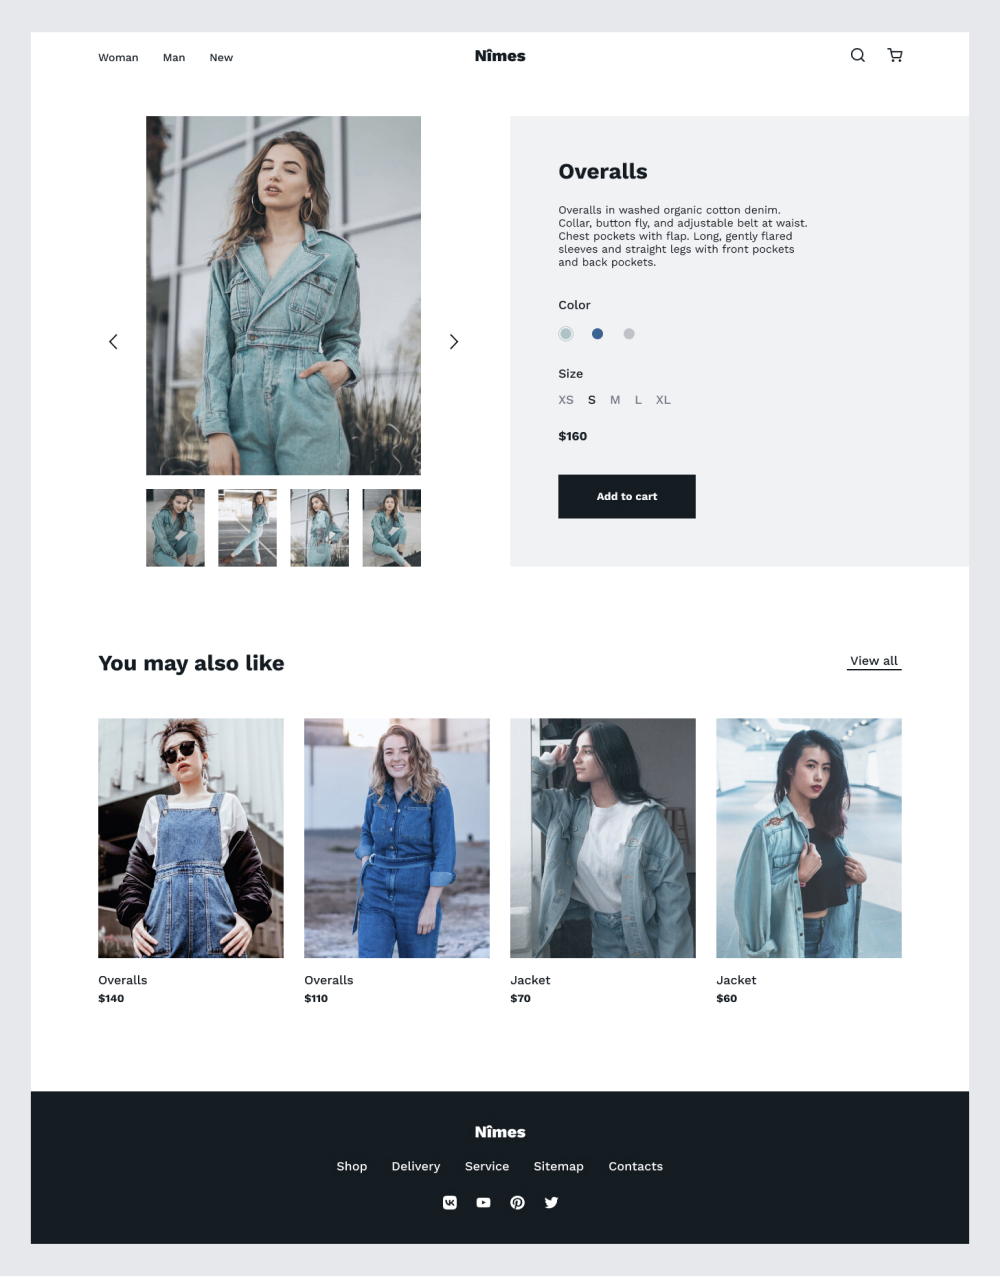 Woman Man New
Nîmes
Overalls
Overalls in washed organic cotton denim.
Collar, button fly, and adjustable belt at waist.
Chest pockets with flap. Long, gently flared
sleeves and straight legs with front pockets
and back pockets.
Color
Size
XS S M L XL
$160
Add to cart
You may also like
View all
Overalls
$140
Overalls
$110
Jacket
$70
Jacket
$60
Nîmes
Shop Delivery Service Sitemap Contacts